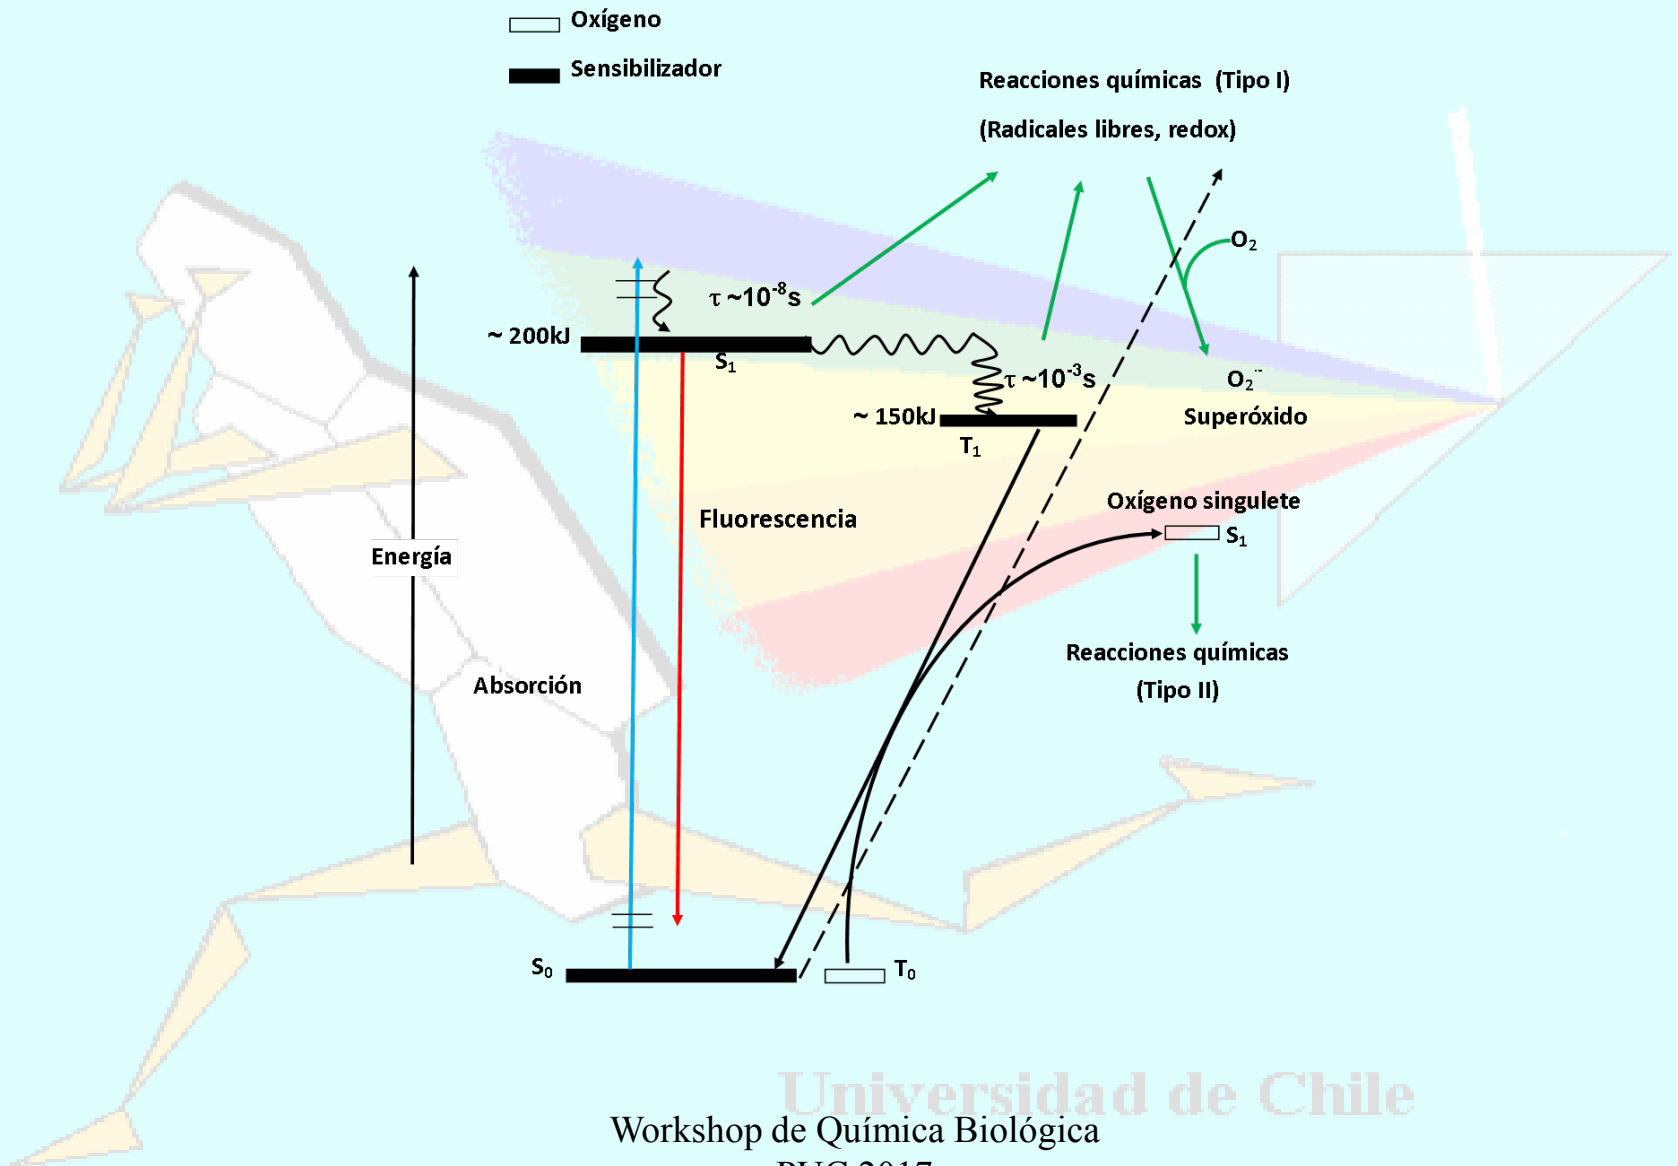 Oxígeno
Sensibilizador
Reacciones químicas (Tipo I)
(Radicales libres, redox)
O₂
τ ~10⁻⁸s
~ 200kJ
S₁
τ ~10⁻³s
O₂·⁻
~ 150kJ
Superóxido
T₁
Oxígeno singulete
Fluorescencia
S₁
Energía
Reacciones químicas
(Tipo II)
Absorción
S₀
T₀
Universidad de Chile
Workshop de Química Biológica
PUC 2017